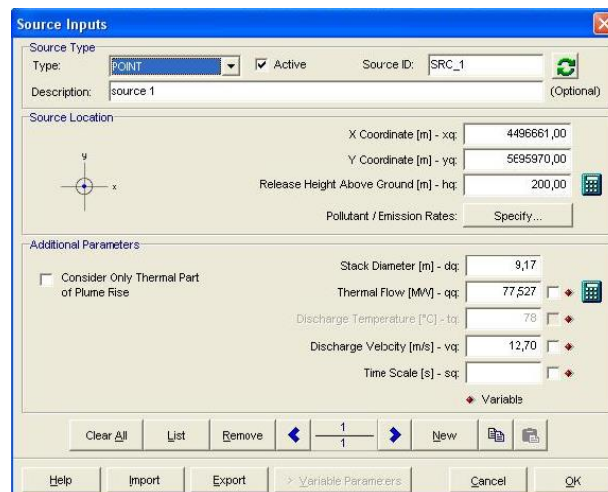 Source Inputs
Source Type
Type: POINT Active Source ID: SRC_1
Description: source 1 (Optional)
Source Location
y
x
X Coordinate [m] - xq: 4496661,00
Y Coordinate [m] - yq: 5695970,00
Release Height Above Ground [m] - hq: 200,00
Pollutant / Emission Rates: Specify...
Additional Parameters
Consider Only Thermal Part
of Plume Rise
Stack Diameter [m] - dq: 9,17
Thermal Flow [MW] - qq: 77,527
Discharge Temperature [°C] - tq: 78
Discharge Velocity [m/s] - vq: 12,70
Time Scale [s] - sq:
Variable
Clear All List Remove 1 New
1
Help Import Export > Variable Parameters Cancel OK